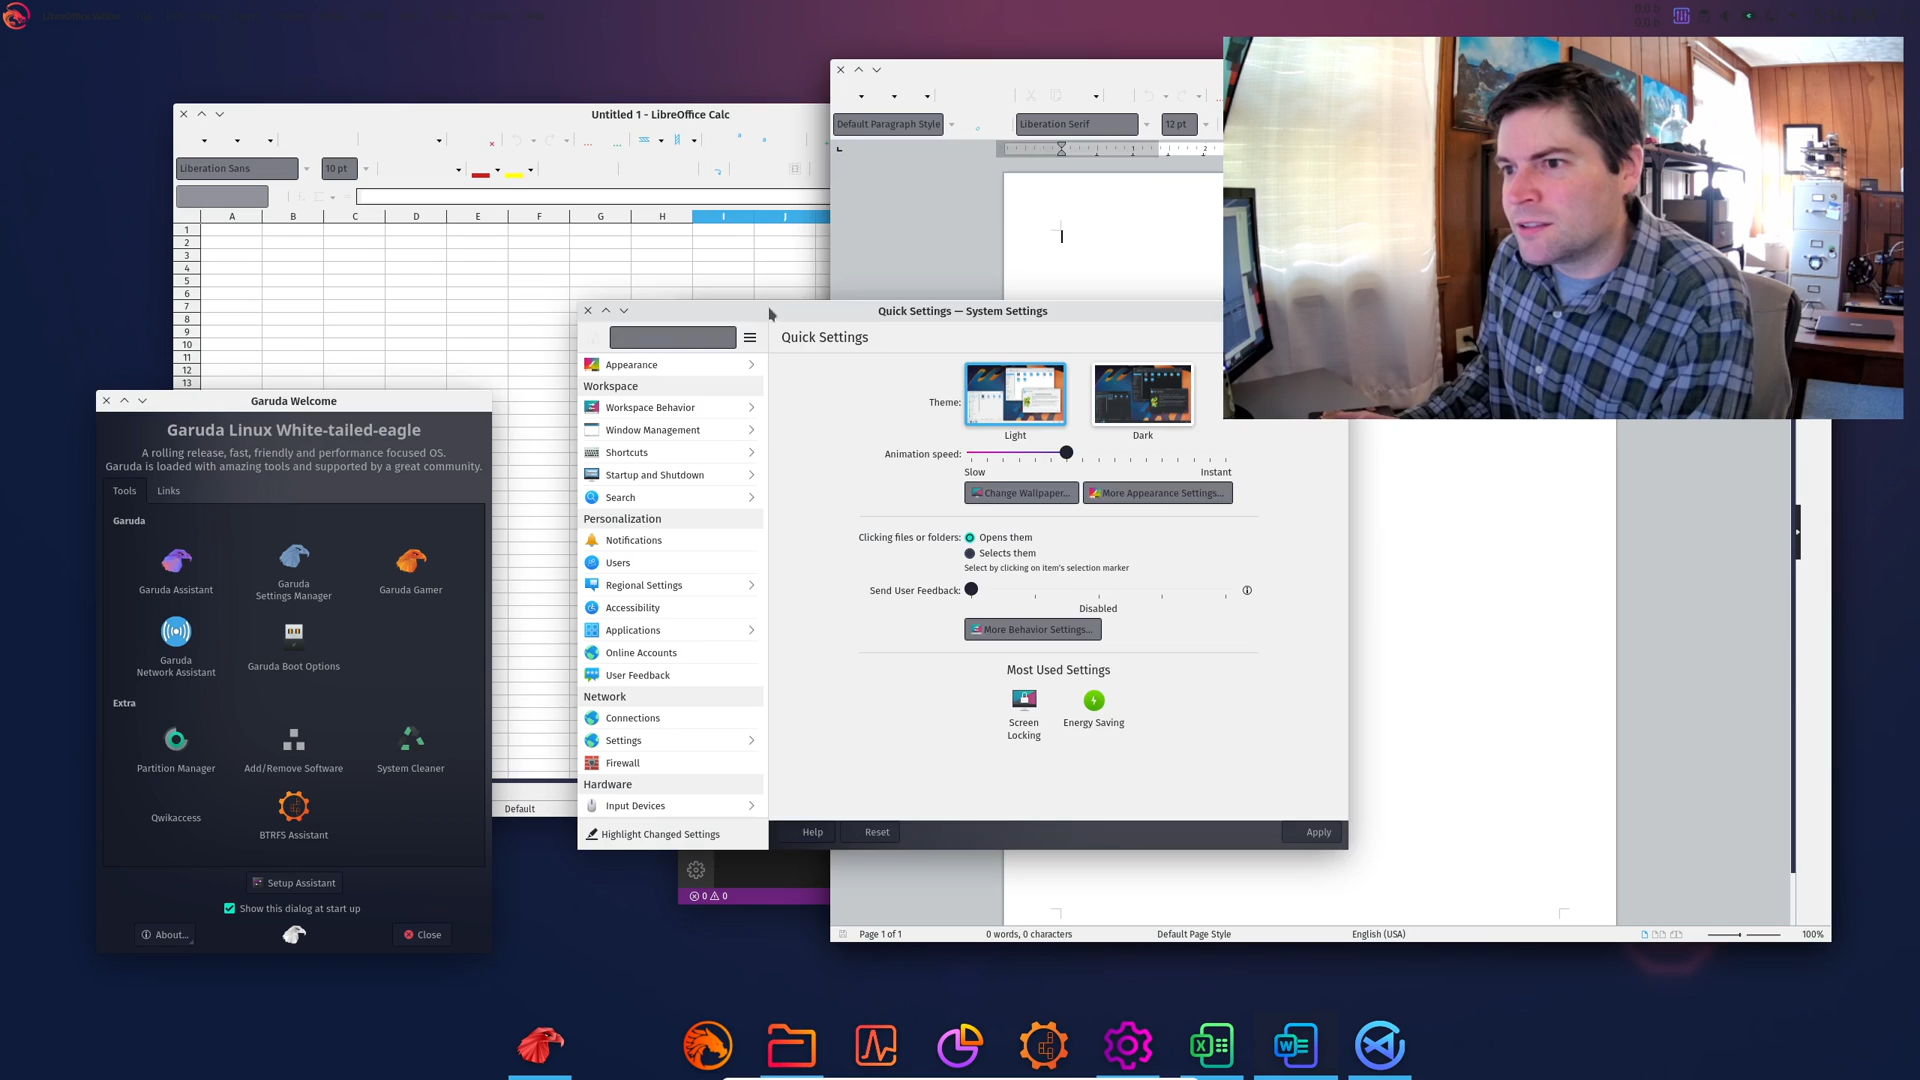 0.0 b
0.0 b
Untitled 1 - LibreOffice Calc
Liberation Sans
10 pt
A B C D E F G H I J
1
2
3
4
5
6
7
8
9
10
11
12
13
Default
Default Paragraph Style
Liberation Serif
12 pt
1
1
2
Page 1 of 1
0 words, 0 characters
Default Page Style
English (USA)
100%
Garuda Welcome
Garuda Linux White-tailed-eagle
A rolling release, fast, friendly and performance focused OS.
Garuda is loaded with amazing tools and supported by a great community.
Tools
Links
Garuda
Garuda Assistant
Garuda
Settings Manager
Garuda Gamer
Garuda
Network Assistant
Garuda Boot Options
Extra
Partition Manager
Add/Remove Software
System Cleaner
Qwikaccess
BTRFS Assistant
Setup Assistant
Show this dialog at start up
About...
Close
Quick Settings — System Settings
Appearance
Workspace
Workspace Behavior
Window Management
Shortcuts
Startup and Shutdown
Search
Personalization
Notifications
Users
Regional Settings
Accessibility
Applications
Online Accounts
User Feedback
Network
Connections
Settings
Firewall
Hardware
Input Devices
Highlight Changed Settings
Quick Settings
Theme:
Light
Dark
Animation speed:
Slow
Instant
Change Wallpaper...
More Appearance Settings...
Clicking files or folders:
Opens them
Selects them
Select by clicking on item's selection marker
Send User Feedback:
Disabled
More Behavior Settings...
Most Used Settings
Screen
Locking
Energy Saving
Help
Reset
Apply
0
0